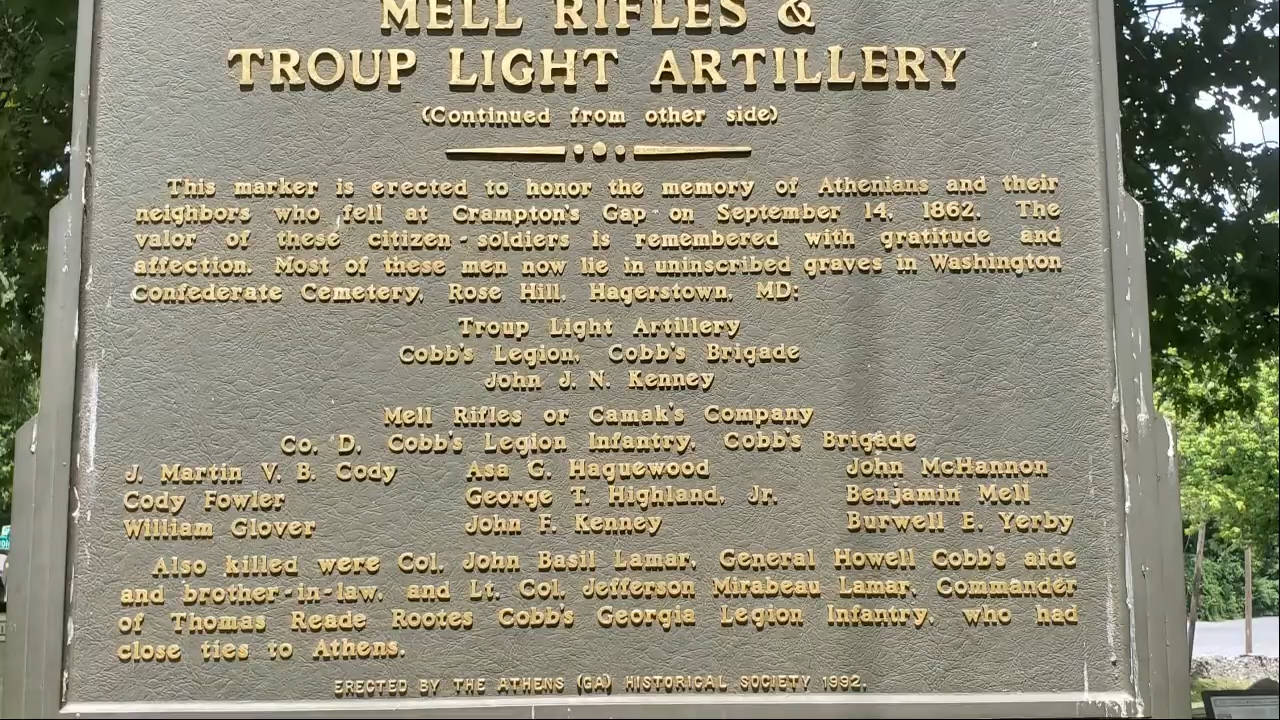 MELL RIFLES &
TROUP LIGHT ARTILLERY
(Continued from other side)
This marker is erected to honor the memory of Athenians and their
neighbors who fell at Crampton's Gap on September 14, 1862. The
valor of these citizen-soldiers is remembered with gratitude and
affection. Most of these men now lie in uninscribed graves in Washington
Confederate Cemetery, Rose Hill, Hagerstown, MD:
Troup Light Artillery
Cobb's Legion, Cobb's Brigade
John J. N. Kenney
Mell Rifles or Camak's Company
Co. D, Cobb's Legion Infantry, Cobb's Brigade
J. Martin V. B. Cody Asa G. Haguewood John McHannon
Cody Fowler George T. Highland, Jr. Benjamin Mell
William Glover John F. Kenney Burwell E. Yerby
Also killed were Col. John Basil Lamar, General Howell Cobb's aide
and brother-in-law, and Lt. Col. Jefferson Mirabeau Lamar, Commander
of Thomas Reade Rootes Cobb's Georgia Legion Infantry, who had
close ties to Athens.
ERECTED BY THE ATHENS (GA) HISTORICAL SOCIETY 1992.